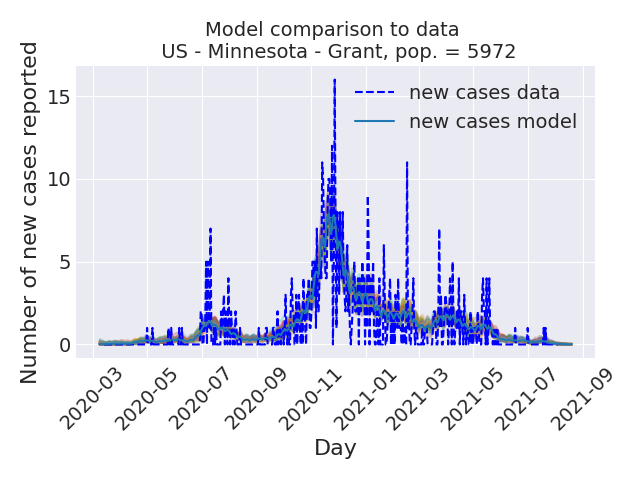 Model comparison to data
US - Minnesota - Grant, pop. = 5972
Number of new cases reported
15
10
5
0
new cases data
new cases model
2020-03
2020-05
2020-07
2020-09
2020-11
2021-01
2021-03
2021-05
2021-07
2021-09
Day